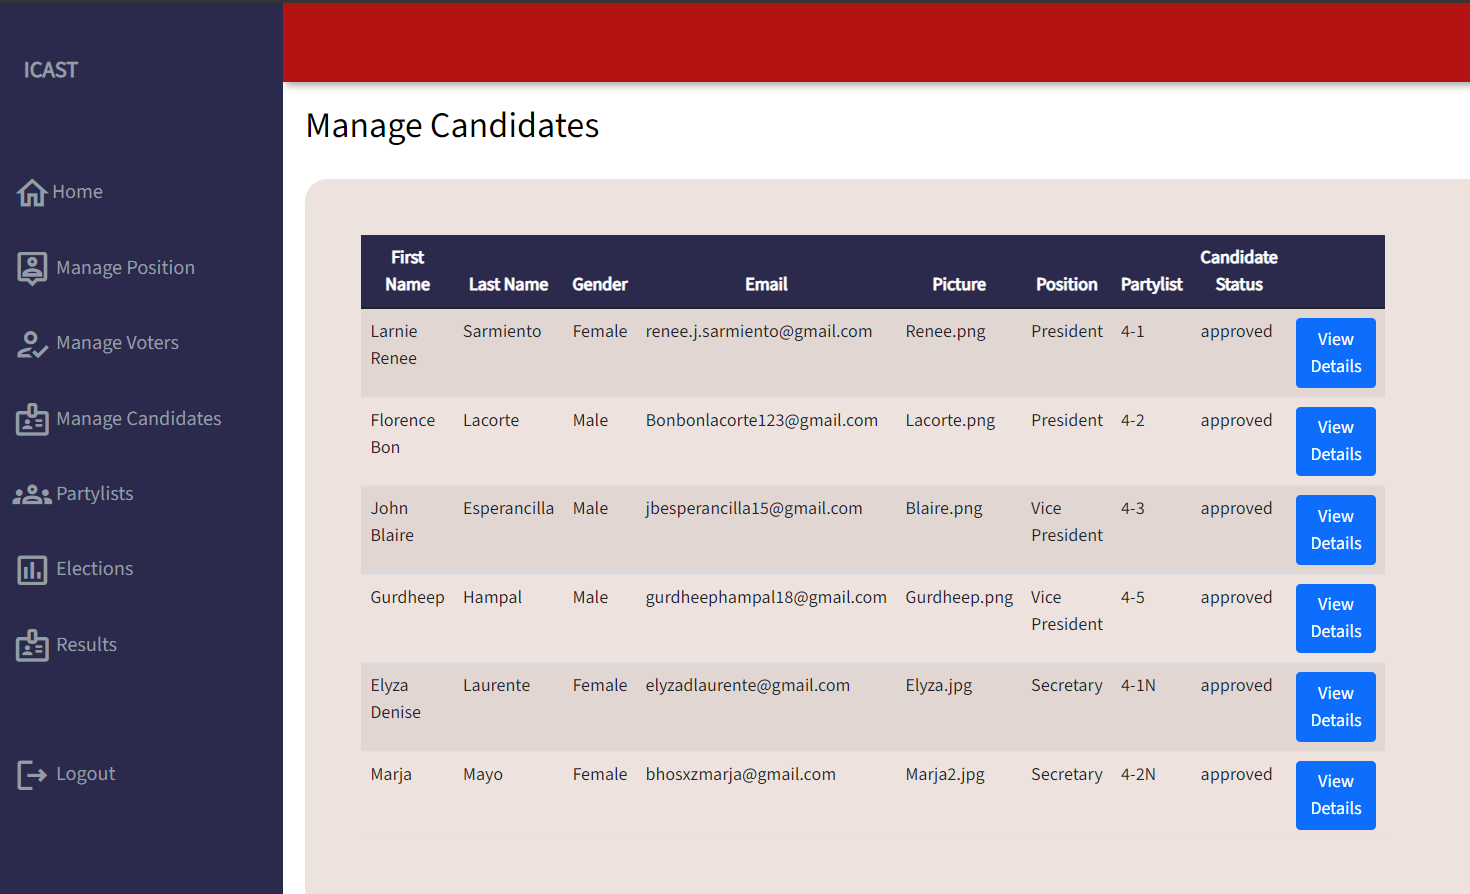 ICAST
Home
Manage Position
Manage Voters
Manage Candidates
Partylists
Elections
Results
Logout
Manage Candidates
First Name Last Name Gender Email Picture Position Partylist Candidate Status
Larnie Renee Sarmiento Female renee.j.sarmiento@gmail.com Renee.png President 4-1 approved View Details
Florence Bon Lacorte Male Bonbonlacorte123@gmail.com Lacorte.png President 4-2 approved View Details
John Blaire Esperancilla Male jbesperancilla15@gmail.com Blaire.png Vice President 4-3 approved View Details
Gurdheep Hampal Male gurdheephampal18@gmail.com Gurdheep.png Vice President 4-5 approved View Details
Elyza Denise Laurente Female elyzadlaurente@gmail.com Elyza.jpg Secretary 4-1N approved View Details
Marja Mayo Female bhosxzmarja@gmail.com Marja2.jpg Secretary 4-2N approved View Details